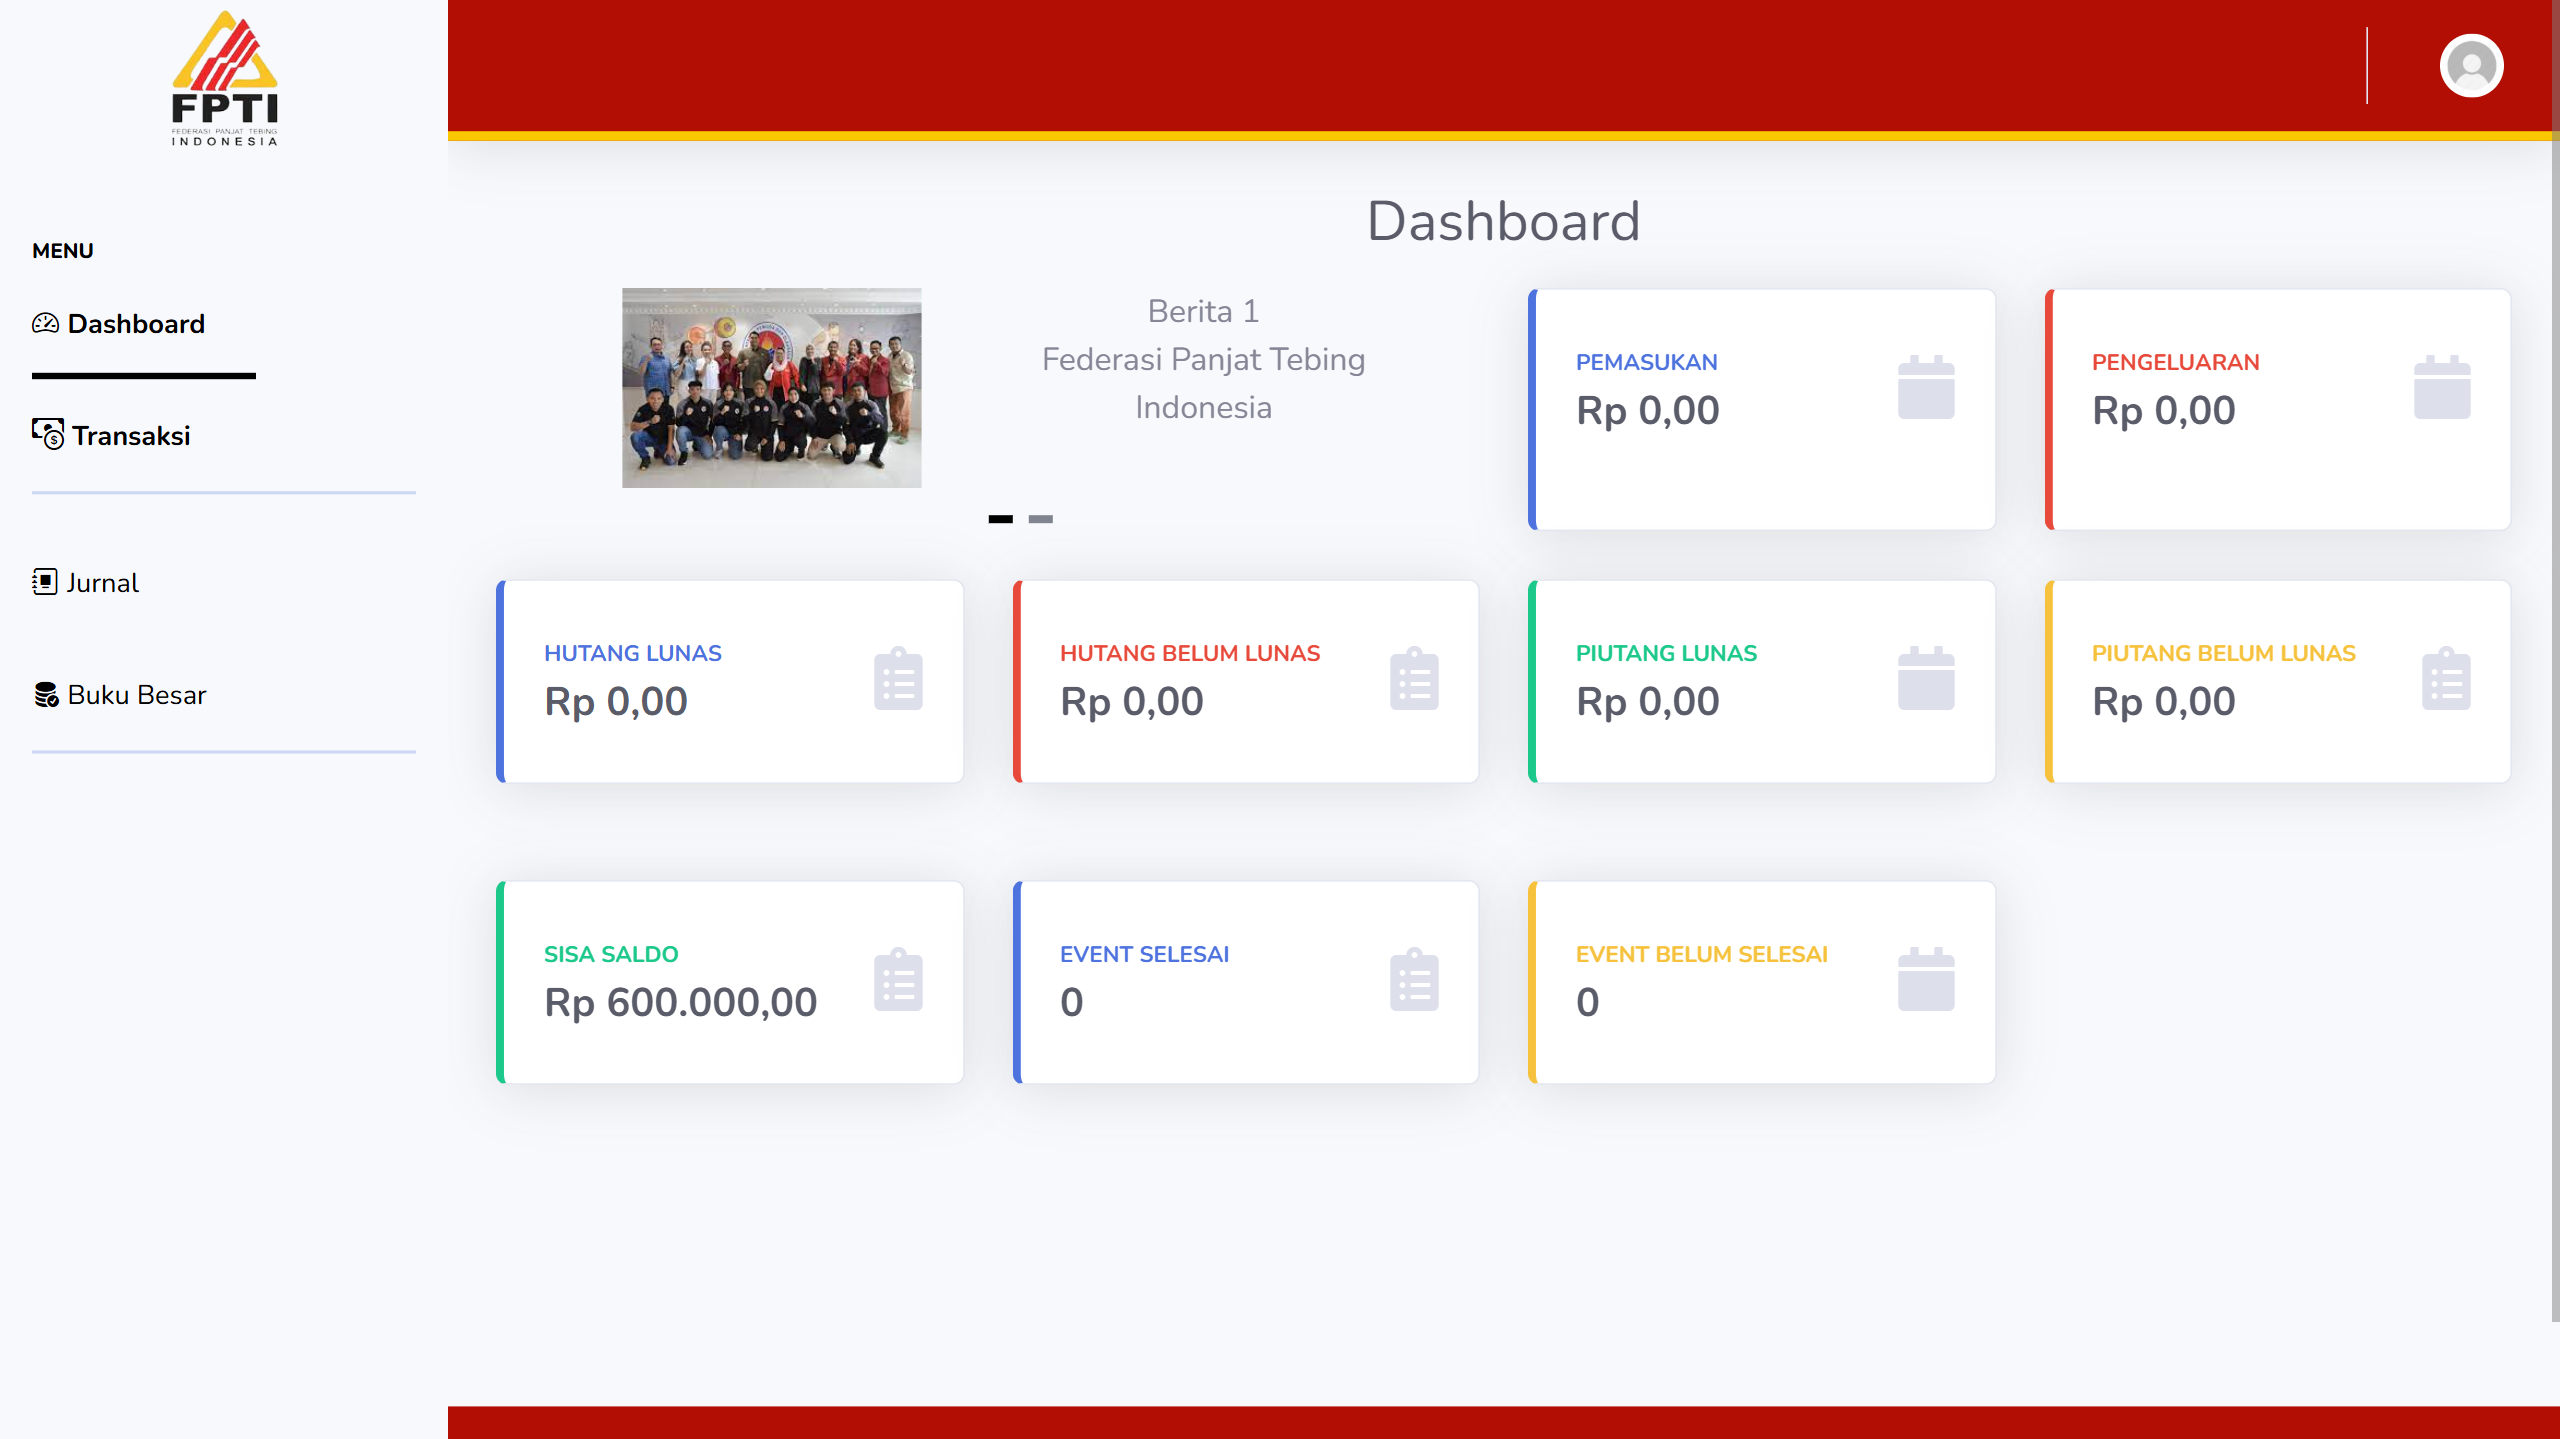 FPTI
FEDERASI PANJAT TEBING
INDONESIA
MENU
Dashboard
Transaksi
Jurnal
Buku Besar
Dashboard
Berita 1
Federasi Panjat Tebing
Indonesia
PEMASUKAN
Rp 0,00
PENGELUARAN
Rp 0,00
HUTANG LUNAS
Rp 0,00
HUTANG BELUM LUNAS
Rp 0,00
PIUTANG LUNAS
Rp 0,00
PIUTANG BELUM LUNAS
Rp 0,00
SISA SALDO
Rp 600.000,00
EVENT SELESAI
0
EVENT BELUM SELESAI
0